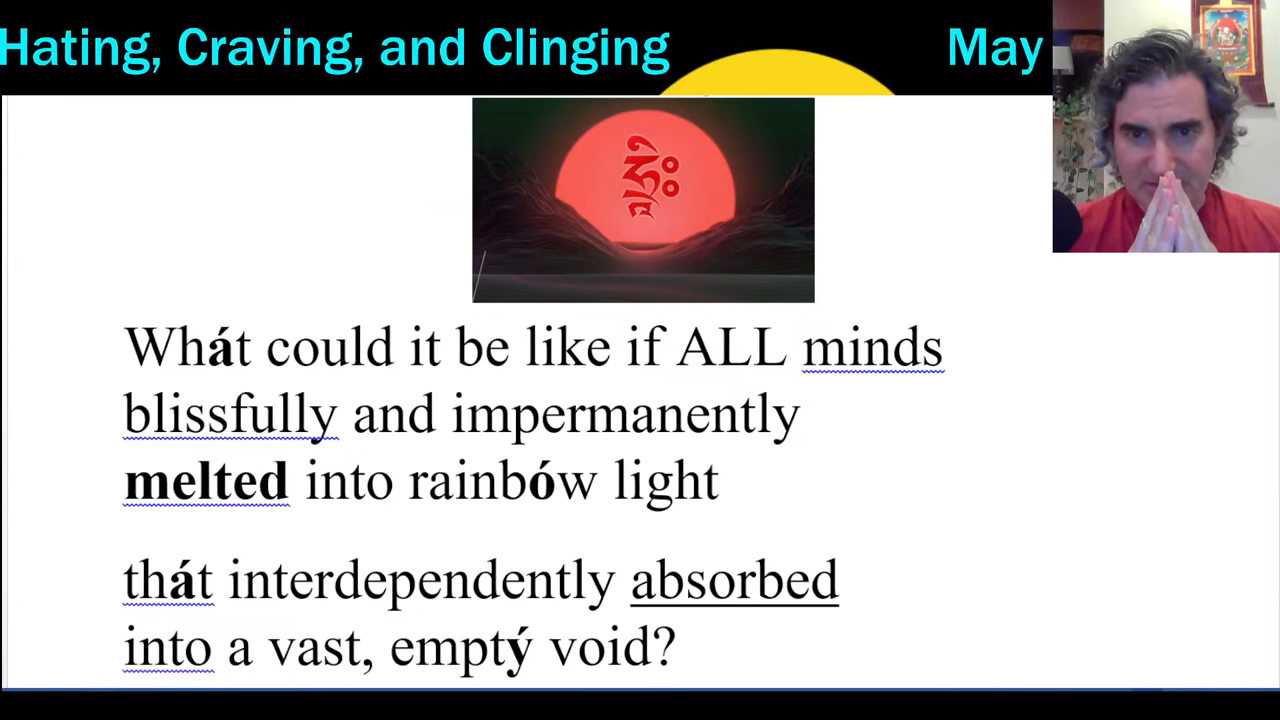 Hating, Craving, and Clinging May
ཨཱཿ
Whát could it be like if ALL minds
blissfully and impermanently
melted into rainbów light
thát interdependently absorbed
into a vast, emptý void?